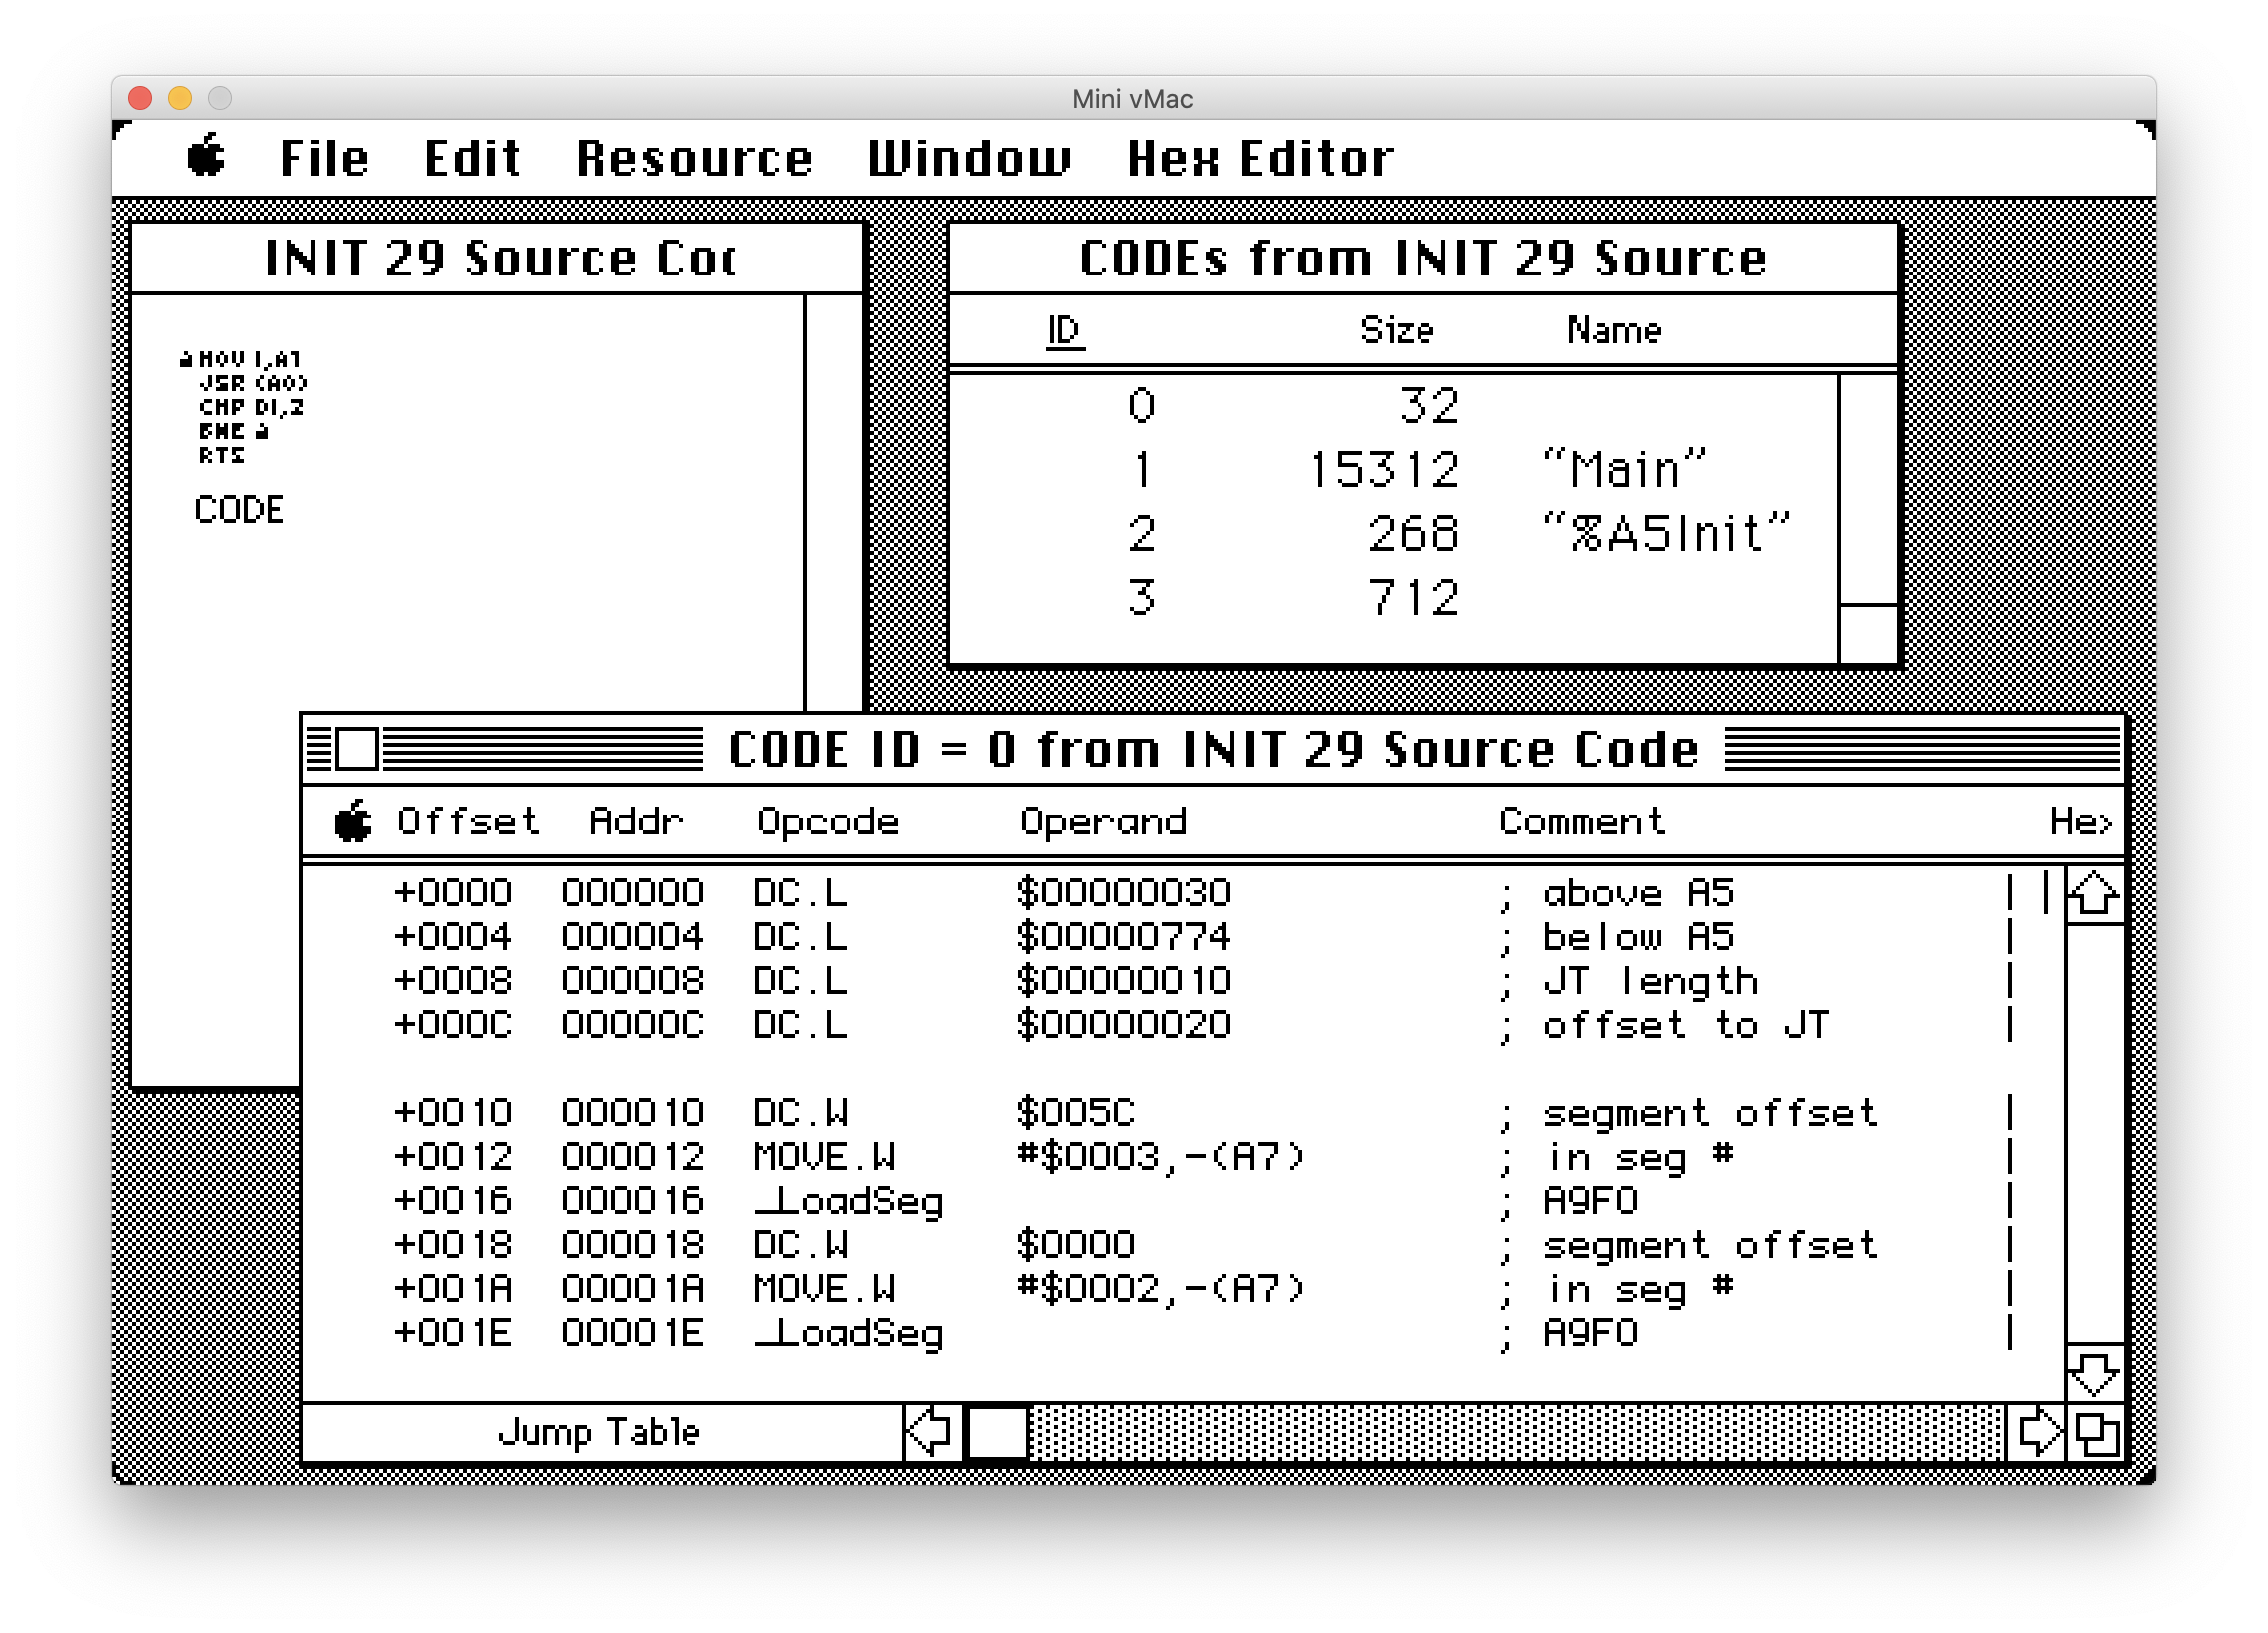 Mini vMac
File Edit Resource Window Hex Editor
INIT 29 Source Coc
MOV 1,A1
JSR (A0)
CMP D1,2
BNE
RTS
CODE
CODEs from INIT 29 Source
ID Size Name
0 32
1 15312 “Main”
2 268 “%A5Init”
3 712
CODE ID = 0 from INIT 29 Source Code
Offset Addr Opcode Operand Comment Hex
+0000 000000 DC.L $00000030 ; above A5 |
+0004 000004 DC.L $00000774 ; below A5 |
+0008 000008 DC.L $00000010 ; JT length |
+000C 00000C DC.L $00000020 ; offset to JT |
+0010 000010 DC.W $005C ; segment offset |
+0012 000012 MOVE.W #$0003,-(A7) ; in seg # |
+0016 000016 _LoadSeg ; A9F0 |
+0018 000018 DC.W $0000 ; segment offset |
+001A 00001A MOVE.W #$0002,-(A7) ; in seg # |
+001E 00001E _LoadSeg ; A9F0 |
Jump Table